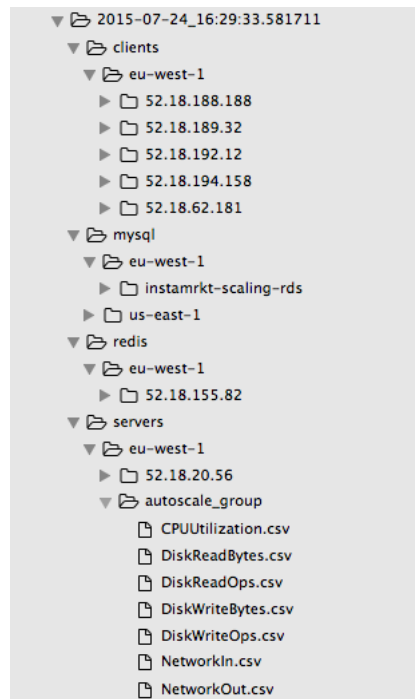 2015-07-24_16:29:33.581711
clients
eu-west-1
52.18.188.188
52.18.189.32
52.18.192.12
52.18.194.158
52.18.62.181
mysql
eu-west-1
instamrkt-scaling-rds
us-east-1
redis
eu-west-1
52.18.155.82
servers
eu-west-1
52.18.20.56
autoscale_group
CPUUtilization.csv
DiskReadBytes.csv
DiskReadOps.csv
DiskWriteBytes.csv
DiskWriteOps.csv
NetworkIn.csv
NetworkOut.csv